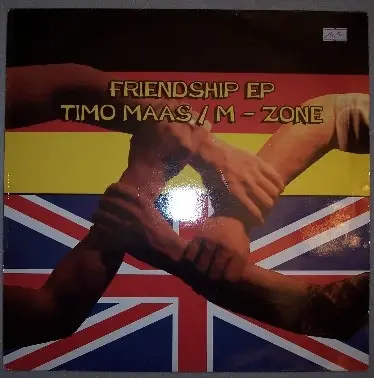 FRIENDSHIP EP
TIMO MAAS / M - ZONE